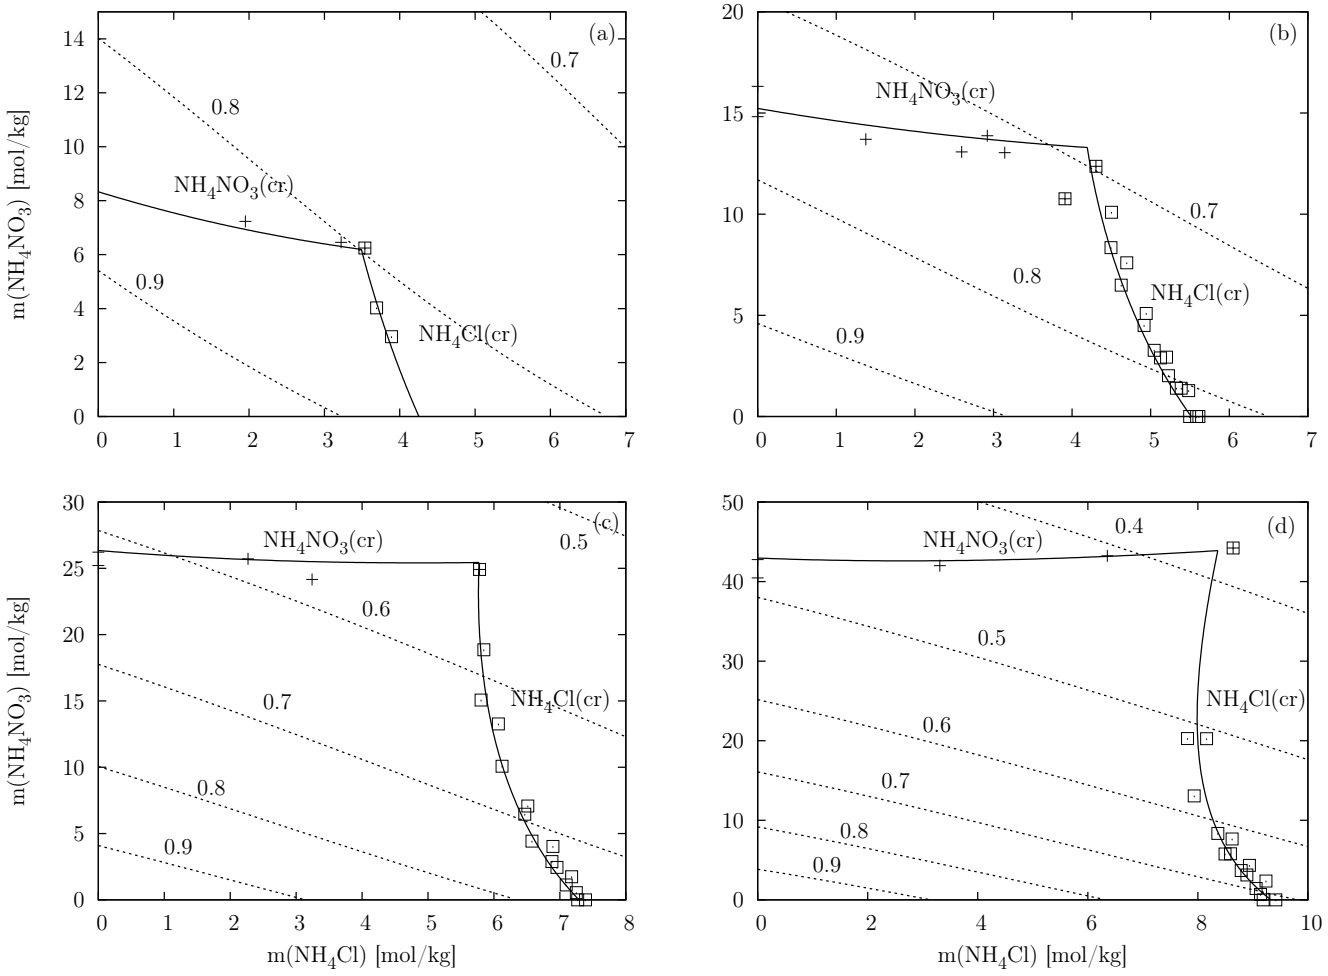 14
12
10
8
6
4
2
0
0 1 2 3 4 5 6 7
m(NH4NO3) [mol/kg]
(a)
0.7
0.8
0.9
NH4NO3(cr)
NH4Cl(cr)
20
15
10
5
0
0 1 2 3 4 5 6 7
(b)
NH4NO3(cr)
0.7
0.8
0.9
NH4Cl(cr)
30
25
20
15
10
5
0
0 1 2 3 4 5 6 7 8
m(NH4NO3) [mol/kg]
m(NH4Cl) [mol/kg]
(c)
0.5
NH4NO3(cr)
0.6
0.7
0.8
0.9
NH4Cl(cr)
50
40
30
20
10
0
0 2 4 6 8 10
m(NH4Cl) [mol/kg]
(d)
0.4
NH4NO3(cr)
0.5
0.6
0.7
0.8
0.9
NH4Cl(cr)